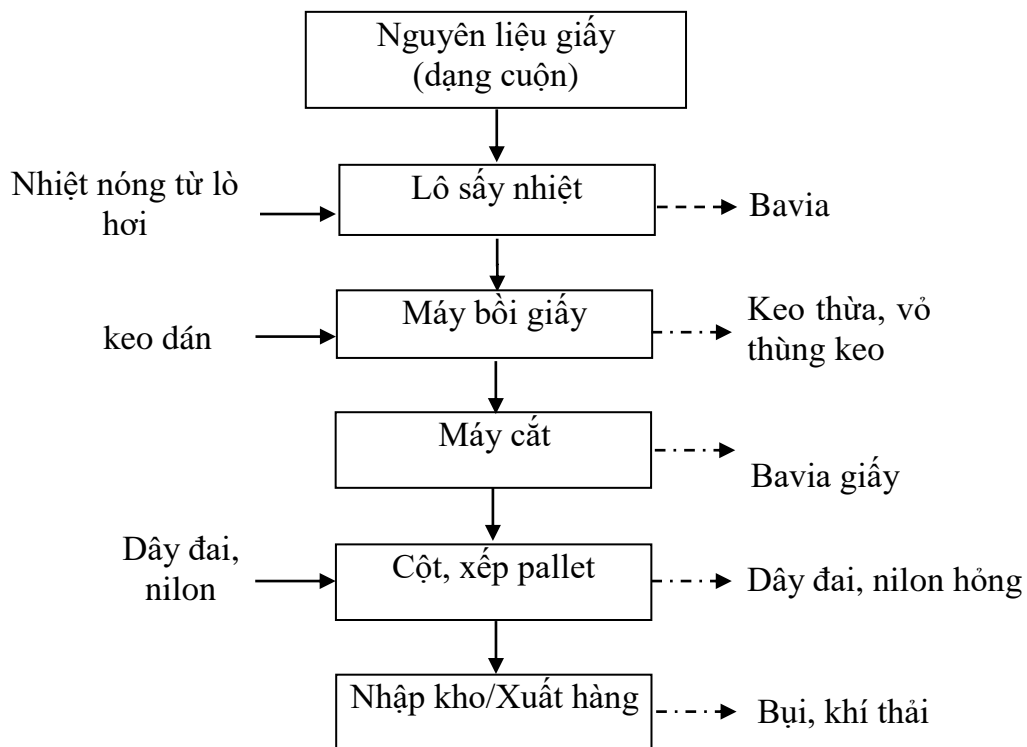 Nguyên liệu giấy
(dạng cuộn)
Nhiệt nóng từ lò
hơi
Lô sấy nhiệt
Bavia
keo dán
Máy bồi giấy
Keo thừa, vỏ
thùng keo
Máy cắt
Bavia giấy
Dây đai,
nilon
Cột, xếp pallet
Dây đai, nilon hỏng
Nhập kho/Xuất hàng
Bụi, khí thải